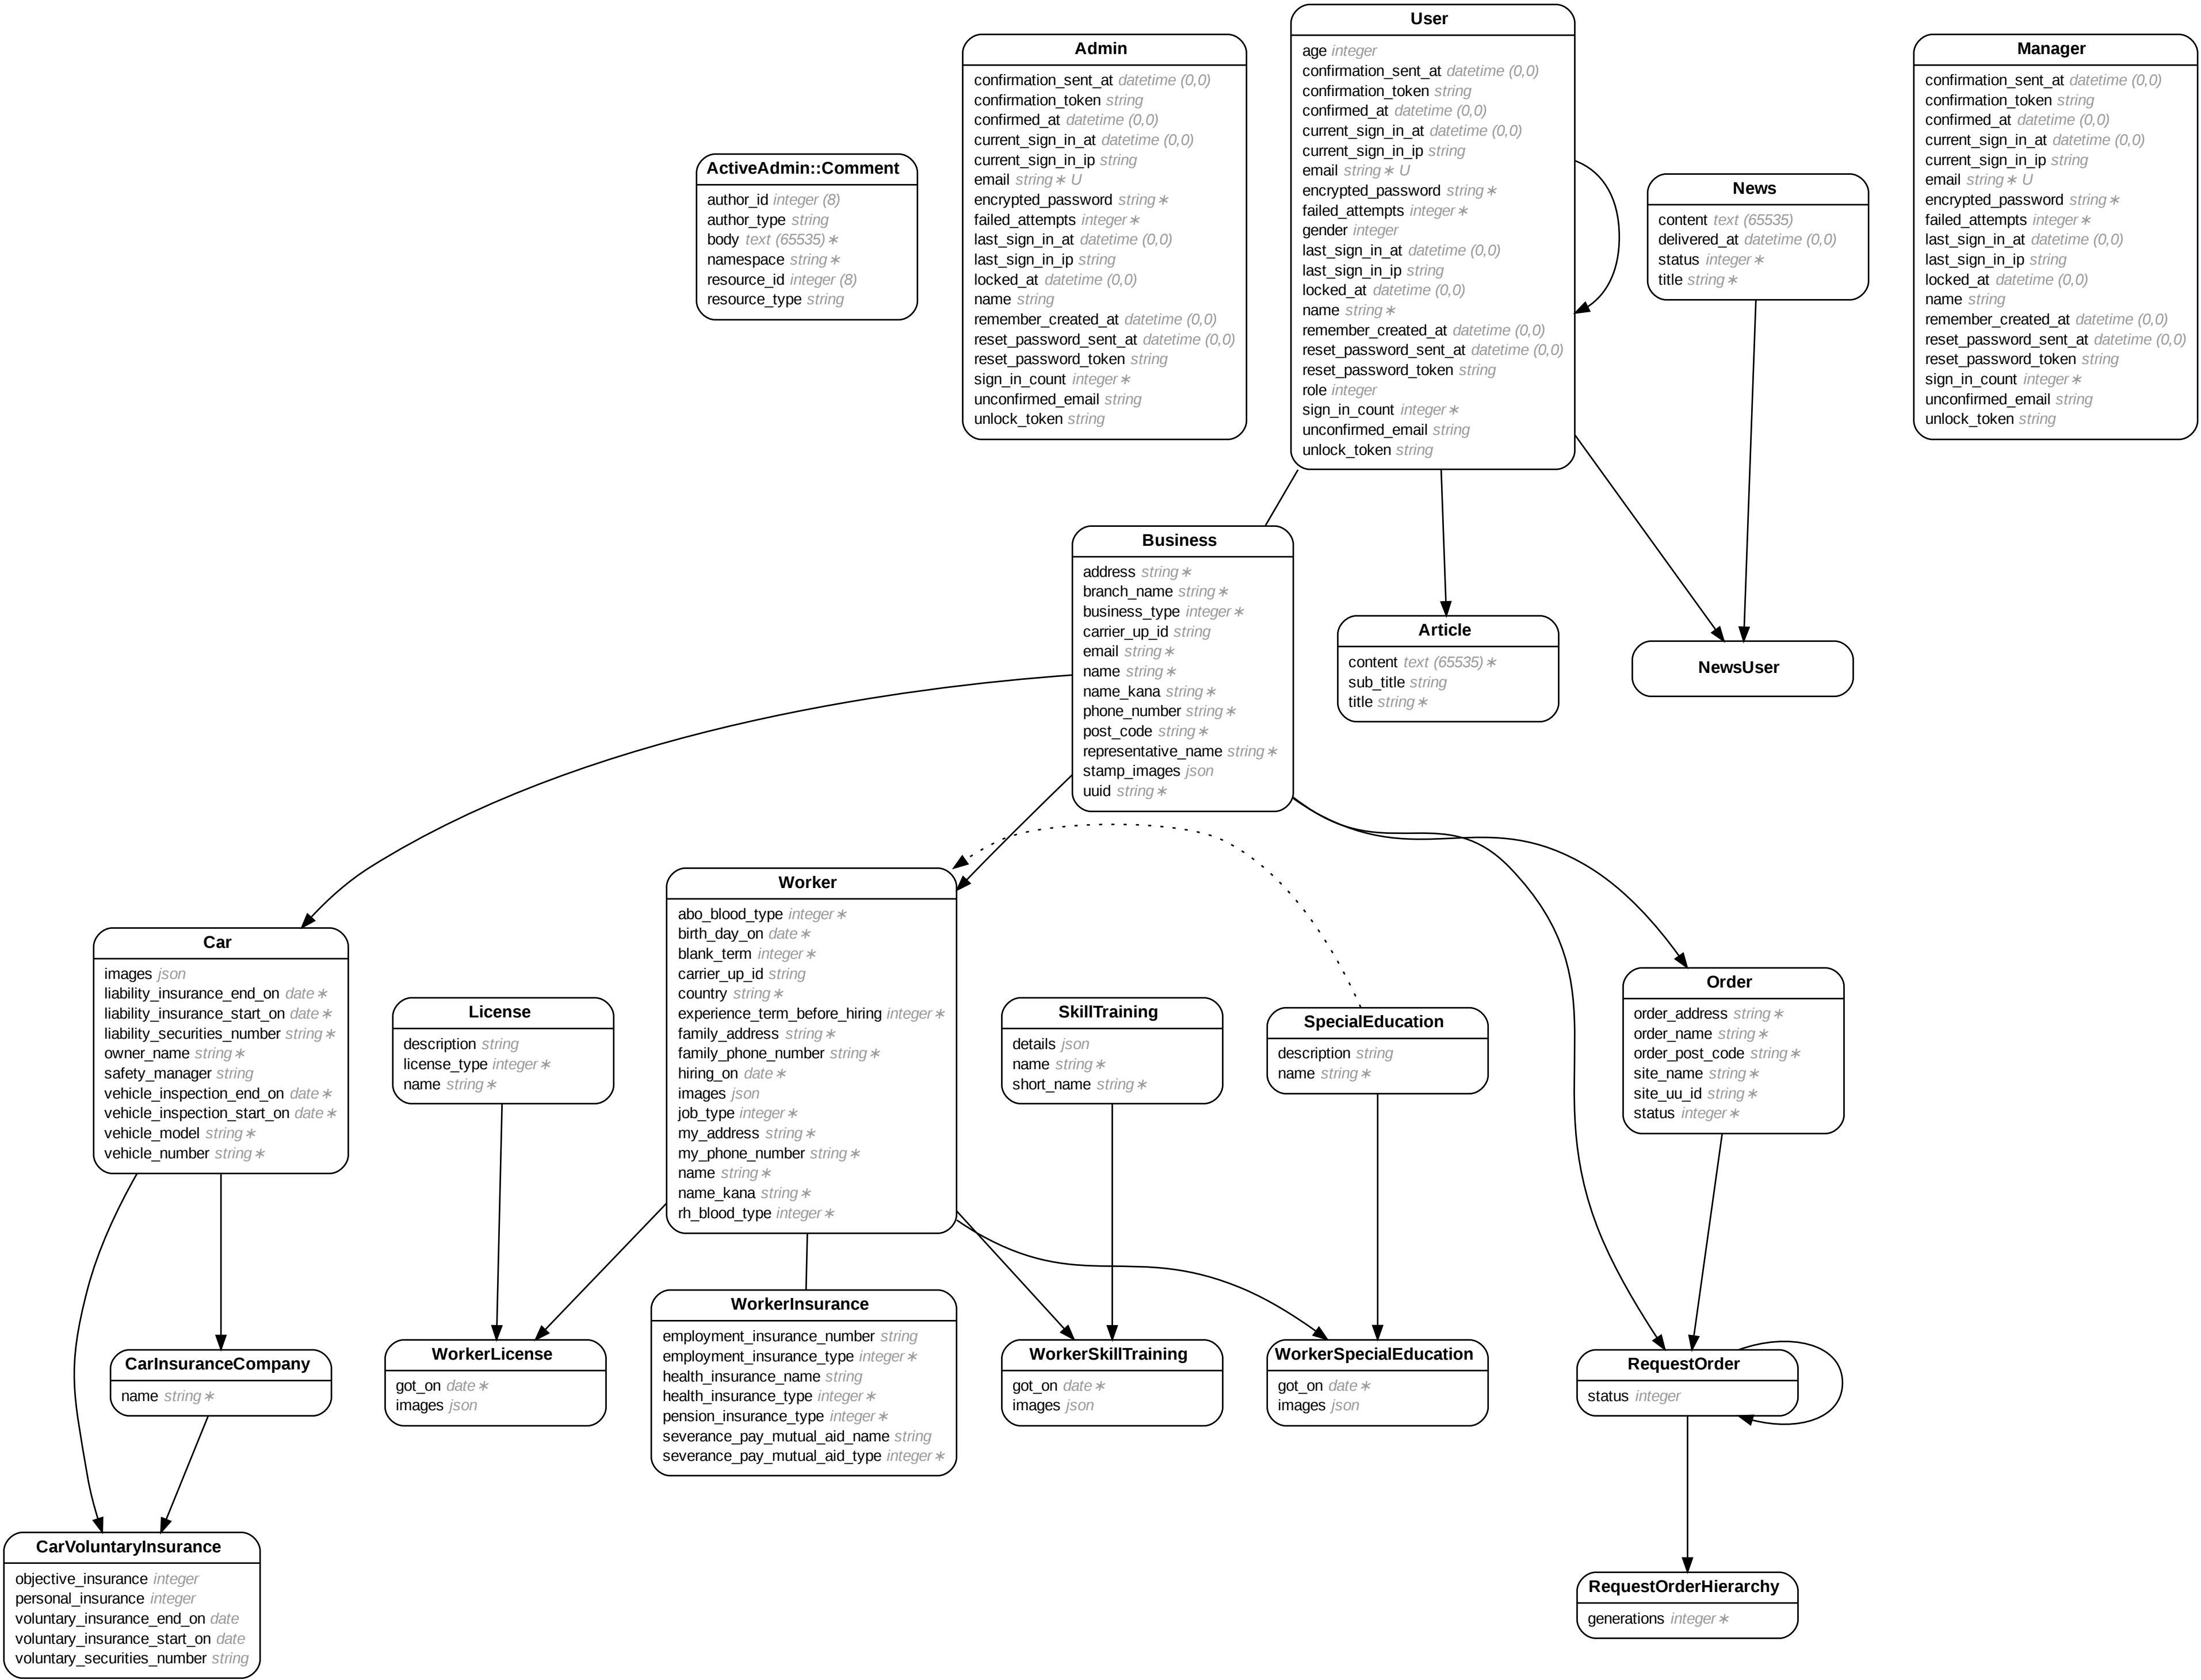 User
age integer
confirmation_sent_at datetime (0,0)
confirmation_token string
confirmed_at datetime (0,0)
current_sign_in_at datetime (0,0)
current_sign_in_ip string
email string∗ U
encrypted_password string∗
failed_attempts integer∗
gender integer
last_sign_in_at datetime (0,0)
last_sign_in_ip string
locked_at datetime (0,0)
name string∗
remember_created_at datetime (0,0)
reset_password_sent_at datetime (0,0)
reset_password_token string
role integer
sign_in_count integer∗
unconfirmed_email string
unlock_token string
Admin
confirmation_sent_at datetime (0,0)
confirmation_token string
confirmed_at datetime (0,0)
current_sign_in_at datetime (0,0)
current_sign_in_ip string
email string∗ U
encrypted_password string∗
failed_attempts integer∗
last_sign_in_at datetime (0,0)
last_sign_in_ip string
locked_at datetime (0,0)
name string
remember_created_at datetime (0,0)
reset_password_sent_at datetime (0,0)
reset_password_token string
sign_in_count integer∗
unconfirmed_email string
unlock_token string
Manager
confirmation_sent_at datetime (0,0)
confirmation_token string
confirmed_at datetime (0,0)
current_sign_in_at datetime (0,0)
current_sign_in_ip string
email string∗ U
encrypted_password string∗
failed_attempts integer∗
last_sign_in_at datetime (0,0)
last_sign_in_ip string
locked_at datetime (0,0)
name string
remember_created_at datetime (0,0)
reset_password_sent_at datetime (0,0)
reset_password_token string
sign_in_count integer∗
unconfirmed_email string
unlock_token string
ActiveAdmin::Comment
author_id integer (8)
author_type string
body text (65535)∗
namespace string∗
resource_id integer (8)
resource_type string
News
content text (65535)
delivered_at datetime (0,0)
status integer∗
title string∗
Business
address string∗
branch_name string∗
business_type integer∗
carrier_up_id string
email string∗
name string∗
name_kana string∗
phone_number string∗
post_code string∗
representative_name string∗
stamp_images json
uuid string∗
Article
content text (65535)∗
sub_title string
title string∗
NewsUser
Worker
abo_blood_type integer∗
birth_day_on date∗
blank_term integer∗
carrier_up_id string
country string∗
experience_term_before_hiring integer∗
family_address string∗
family_phone_number string∗
hiring_on date∗
images json
job_type integer∗
my_address string∗
my_phone_number string∗
name string∗
name_kana string∗
rh_blood_type integer∗
Car
images json
liability_insurance_end_on date∗
liability_insurance_start_on date∗
liability_securities_number string∗
owner_name string∗
safety_manager string
vehicle_inspection_end_on date∗
vehicle_inspection_start_on date∗
vehicle_model string∗
vehicle_number string∗
License
description string
license_type integer∗
name string∗
SkillTraining
details json
name string∗
short_name string∗
SpecialEducation
description string
name string∗
Order
order_address string∗
order_name string∗
order_post_code string∗
site_name string∗
site_uu_id string∗
status integer∗
CarInsuranceCompany
name string∗
WorkerLicense
got_on date∗
images json
WorkerInsurance
employment_insurance_number string
employment_insurance_type integer∗
health_insurance_name string
health_insurance_type integer∗
pension_insurance_type integer∗
severance_pay_mutual_aid_name string
severance_pay_mutual_aid_type integer∗
WorkerSkillTraining
got_on date∗
images json
WorkerSpecialEducation
got_on date∗
images json
RequestOrder
status integer
CarVoluntaryInsurance
objective_insurance integer
personal_insurance integer
voluntary_insurance_end_on date
voluntary_insurance_start_on date
voluntary_securities_number string
RequestOrderHierarchy
generations integer∗